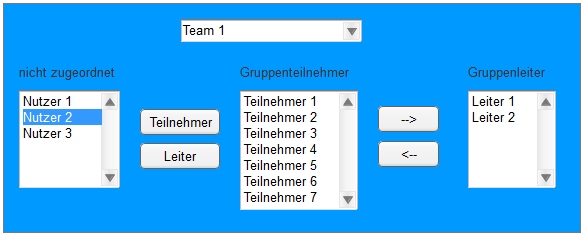 Team 1
nicht zugeordnet
Nutzer 1
Nutzer 2
Nutzer 3
Teilnehmer
Leiter
Gruppenteilnehmer
Teilnehmer 1
Teilnehmer 2
Teilnehmer 3
Teilnehmer 4
Teilnehmer 5
Teilnehmer 6
Teilnehmer 7
-->
<--
Gruppenleiter
Leiter 1
Leiter 2